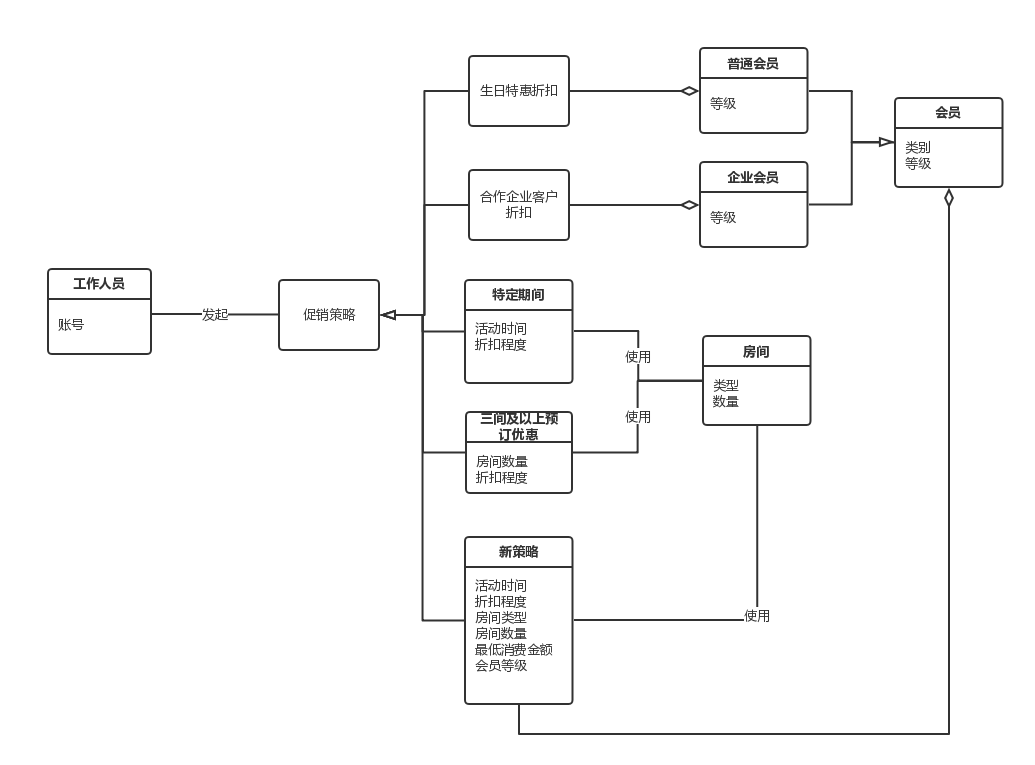 生日特惠折扣
普通会员
等级
会员
类别
等级
合作企业客户
折扣
企业会员
等级
工作人员
账号
发起
促销策略
特定期间
活动时间
折扣程度
使用
房间
类型
数量
三间及以上预
订优惠
房间数量
折扣程度
使用
新策略
活动时间
折扣程度
房间类型
房间数量
最低消费金额
会员等级
使用